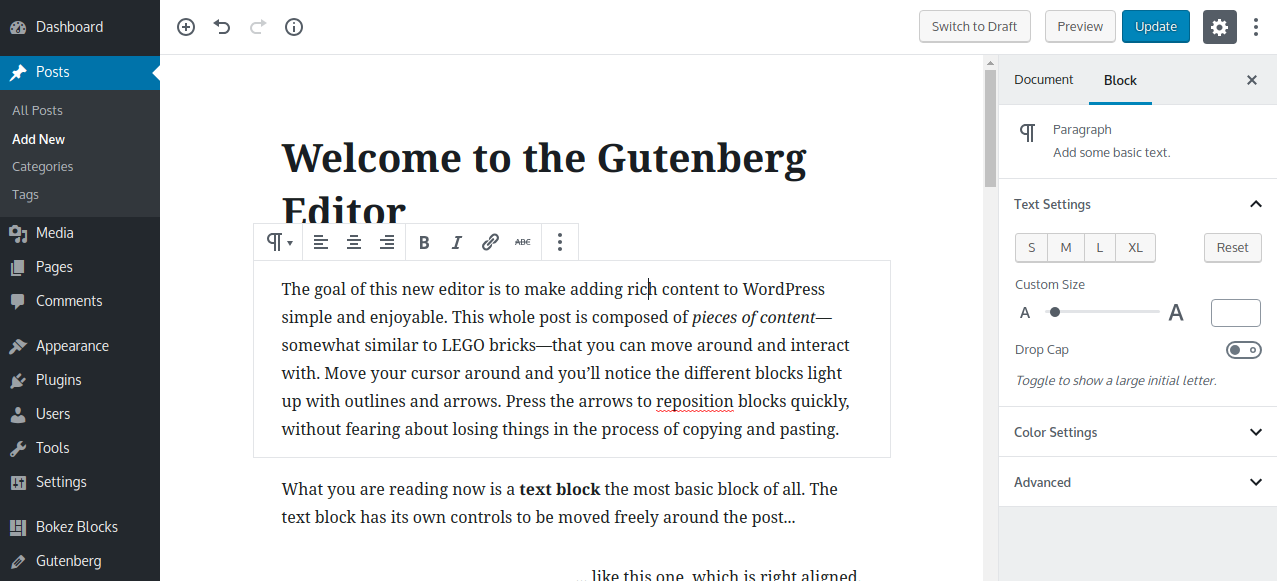 Dashboard
Posts
All Posts
Add New
Categories
Tags
Media
Pages
Comments
Appearance
Plugins
Users
Tools
Settings
Bokez Blocks
Gutenberg
Switch to Draft
Preview
Update
Welcome to the Gutenberg
Editor
B I ABC
The goal of this new editor is to make adding rich content to WordPress
simple and enjoyable. This whole post is composed of pieces of content—
somewhat similar to LEGO bricks—that you can move around and interact
with. Move your cursor around and you’ll notice the different blocks light
up with outlines and arrows. Press the arrows to reposition blocks quickly,
without fearing about losing things in the process of copying and pasting.
What you are reading now is a text block the most basic block of all. The
text block has its own controls to be moved freely around the post...
... like this one, which is right aligned.
Document
Block
Paragraph
Add some basic text.
Text Settings
S M L XL
Reset
Custom Size
A A
Drop Cap
Toggle to show a large initial letter.
Color Settings
Advanced